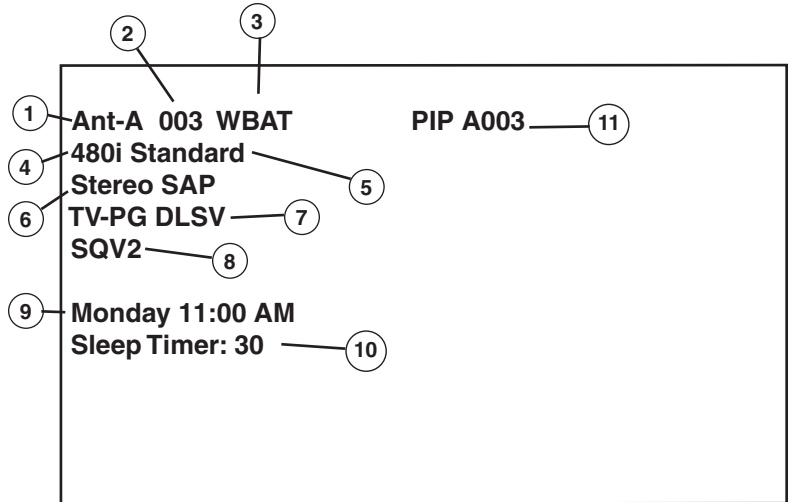 2 3
1 Ant-A 003 WBAT PIP A003 11
4 480i Standard 5
6 Stereo SAP
TV-PG DLSV 7
SQV2 8
9 Monday 11:00 AM
Sleep Timer: 30 10